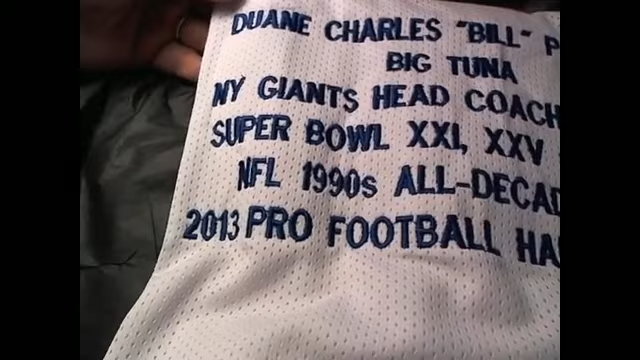 DUANE CHARLES "BILL" P
BIG TUNA
NY GIANTS HEAD COACH
SUPER BOWL XXI, XXV
NFL 1990s ALL-DECAD
2013 PRO FOOTBALL HA